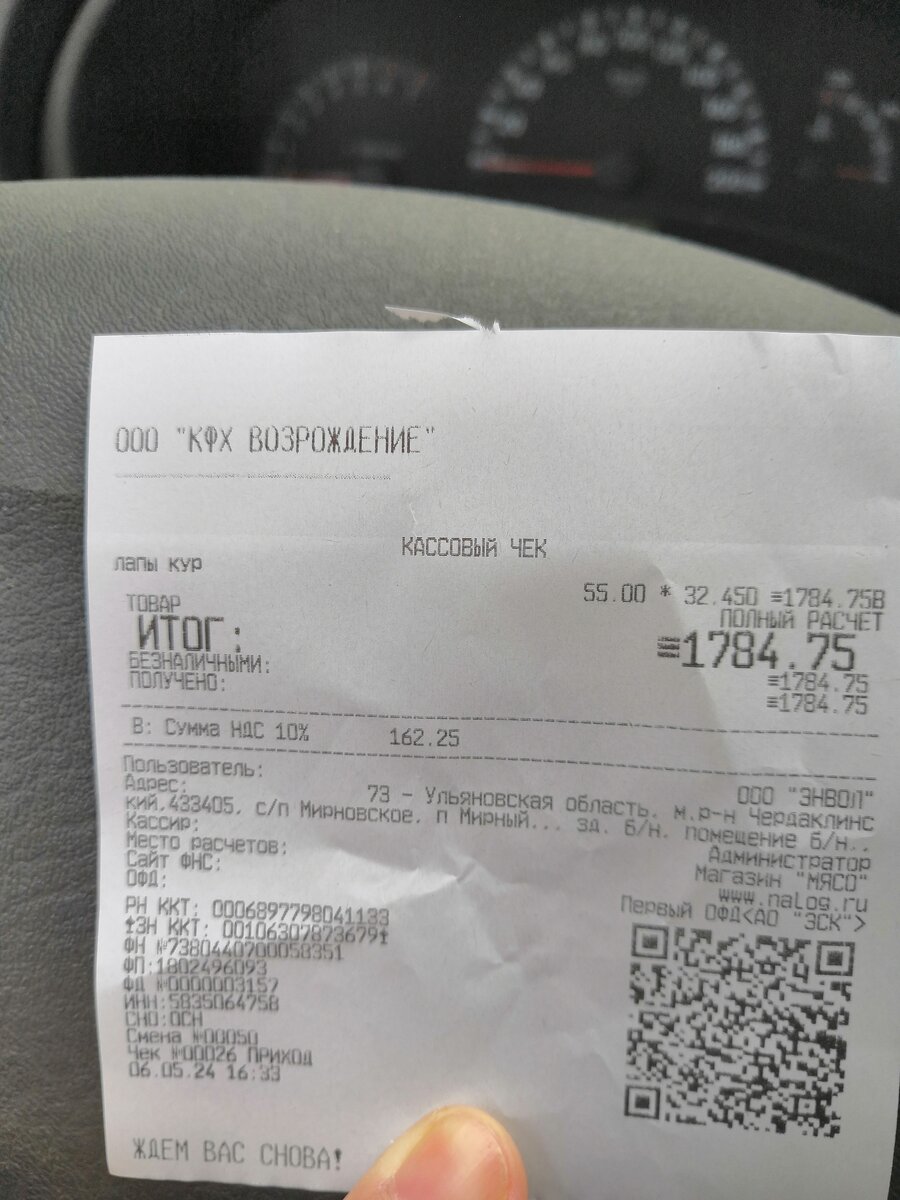 ООО "КФХ ВОЗРОЖДЕНИЕ"
КАССОВЫЙ ЧЕК
лапы кур
55.00 * 32.450 ≡1784.75В
ТОВАР ПОЛНЫЙ РАСЧЕТ
ИТОГ: ≡1784.75
БЕЗНАЛИЧНЫМИ: ≡1784.75
ПОЛУЧЕНО: ≡1784.75
В: Сумма НДС 10% 162.25
Пользователь: ООО "ЭНВОЛ"
Адрес: 73 - Ульяновская область, м.р-н Чердаклинс
кий,433405, с/п Мирновское, п Мирный... зд. б/н, помещение б/н..
Кассир: Администратор
Место расчетов: Магазин "МЯСО"
Сайт ФНС: www.nalog.ru
ОФД: Первый ОФД<АО "ЭСК">
РН ККТ: 0006897798041133
ЗН ККТ: 00106307873679
ФН №7380440700058351
ФП:1802496093
ФД №0000003157
ИНН:5835064758
СНО:ОСН
Смена №00050
Чек №00026 ПРИХОД
06.05.24 16:33
ЖДЕМ ВАС СНОВА!